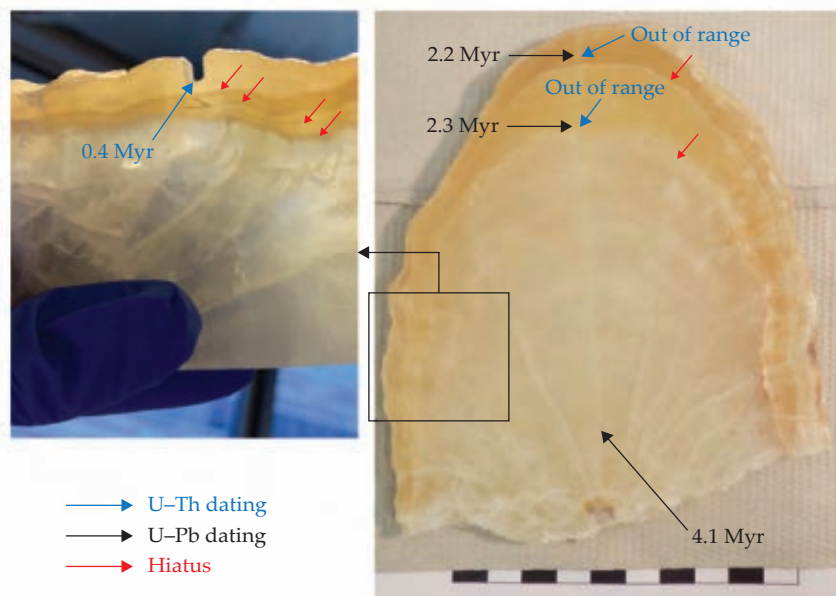 0.4 Myr
2.2 Myr
Out of range
Out of range
2.3 Myr
4.1 Myr
U–Th dating
U–Pb dating
Hiatus